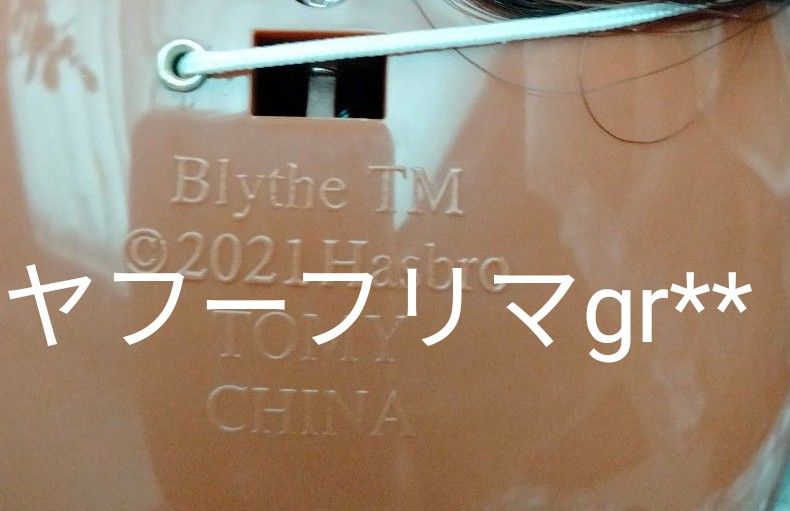 Blythe TM
©2021 Hasbro
ヤフーフリマgr**
TOMY
CHINA